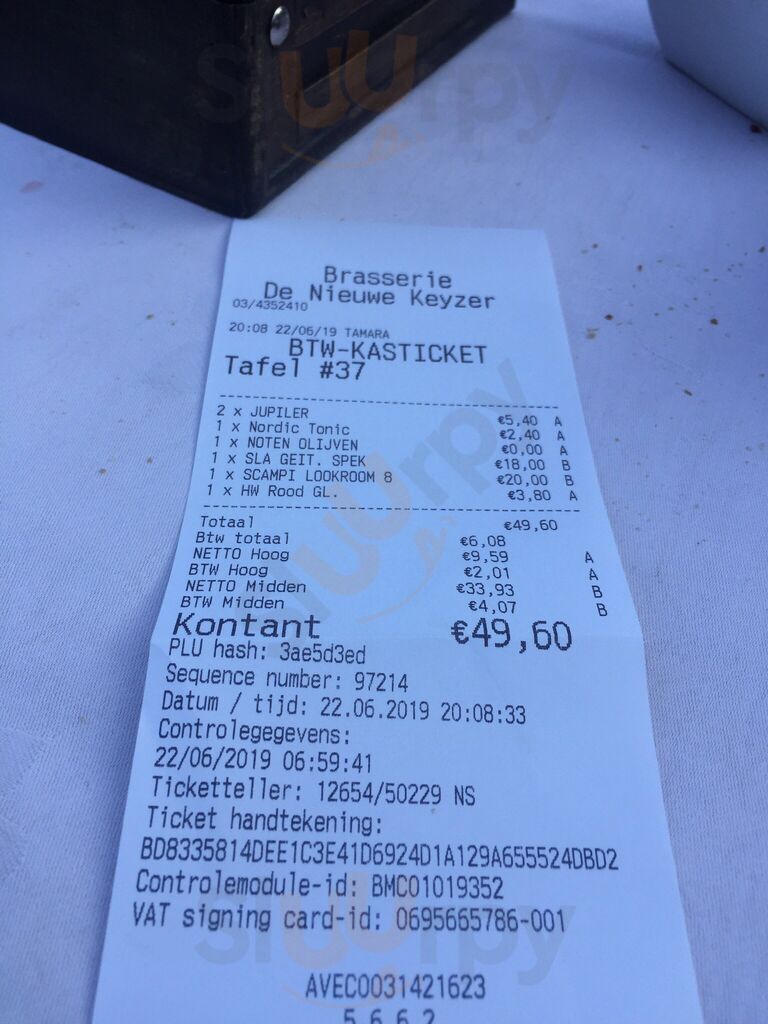 Brasserie
De Nieuwe Keyzer
03/4352410
20:08 22/06/19 TAMARA
BTW-KASTICKET
Tafel #37
2 x JUPILER €5,40 A
1 x Nordic Tonic €2,40 A
1 x NOTEN OLIJVEN €0,00 A
1 x SLA GEIT. SPEK €18,00 B
1 x SCAMPI LOOKROOM 8 €20,00 B
1 x HW Rood GL. €3,80 A
Totaal €49,60
Btw totaal €6,08
NETTO Hoog €9,59 A
BTW Hoog €2,01 A
NETTO Midden €33,93 B
BTW Midden €4,07 B
Kontant €49,60
PLU hash: 3ae5d3ed
Sequence number: 97214
Datum / tijd: 22.06.2019 20:08:33
Controlegegevens:
22/06/2019 06:59:41
Ticketteller: 12654/50229 NS
Ticket handtekening:
BD8335814DEE1C3E41D6924D1A129A655524DBD2
Controlemodule-id: BMC01019352
VAT signing card-id: 0695665786-001
AVEC0031421623
5 6 6 2
sluurpy
sluurpy
sluurpy